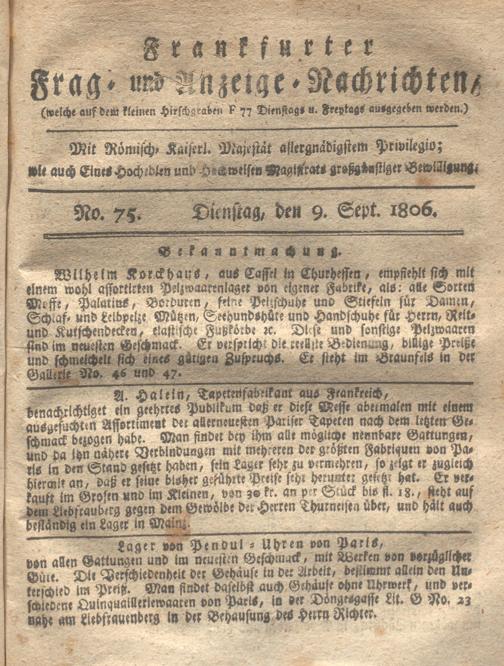 Frankfurter
Frag- und Anzeige-Nachrichten,
(welche auf dem kleinen Hirschgraben F 77 Dienstags u. Freytags ausgegeben werden.)
Mit Römisch-Kaiserl. Majestät allergnädigstem Privilegio;
wie auch Eines Hochedlen und Hochweisen Magistrats großgünstiger Bewilligung.
No. 75. Dienstag, den 9. Sept. 1806.
Bekanntmachung.
Wilhelm Korckhaus, aus Cassel in Churhessen, empfiehlt sich mit
einem wohl assortirten Pelzwaarenlager von eigener Fabrike, als: alle Sorten
Moffe, Palatins, Borduren, feine Pelzschuhe und Stiefeln für Damen,
Schlaf- und Leibpelze Mützen, Seehundshüte und Handschuhe für Herrn, Reit-
und Kutschendecken, elastische Fußkörbe ꝛc. Diese und sonstige Pelzwaaren
sind im neuesten Geschmack. Er verspricht die reellste Bedienung, billige Preiße
und schmeichelt sich eines gütigen Zuspruchs. Er steht im Braunfels in der
Gallerie No. 46 und 47.
A. Halein, Tapetenfabrikant aus Frankreich,
benachrichtiget ein geehrtes Publikum daß er diese Messe abermalen mit einem
ausgesuchten Assortiment der allerneuesten Pariser Tapeten nach dem letzten Ge-
schmack bezogen habe. Man findet bey ihm alle mögliche nennbare Gattungen,
und da ihn nähere Verbindungen mit mehreren der größten Fabriquen von Pa-
ris in den Stand gesetzt haben, sein Lager sehr zu vermehren, so zeigt er zugleich
hiermit an, daß er seine bisher geführte Preise sehr herunter gesetzt hat. Er ver-
kauft im Großen und im Kleinen, von 30 kr. an per Stück bis fl. 18., steht auf
dem Liebfrauberg gegen dem Gewölbe der Herren Thurneisen über, und hält auch
beständig ein Lager in Mainz.
Lager von Pendul-Uhren von Paris,
von allen Gattungen und im neuesten Geschmack, mit Werken von vorzüglicher
Güte. Die Verschiedenheit der Gehäuse in der Arbeit, bestimmt allein den Un-
terschied im Preiß. Man findet daselbst auch Gehäuse ohne Uhrwerk, und ver-
schiedene Quinquailleriewaaren von Paris, in der Döngesgasse Lit. G No. 23
nahe am Liebfrauenberg in der Behausung des Herrn Richter.